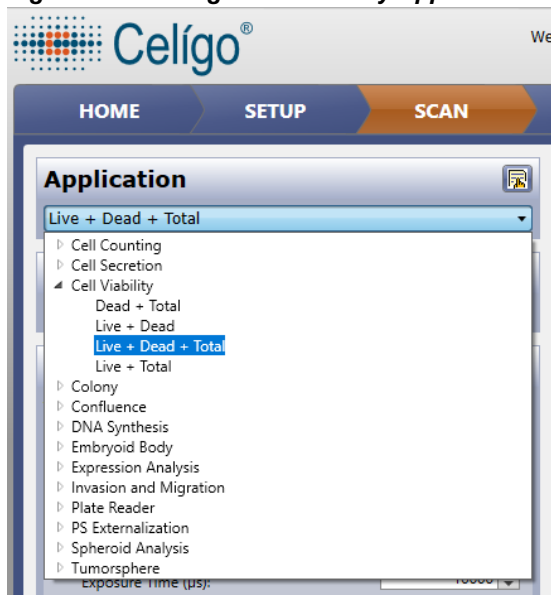 Celígo®
We
HOME SETUP SCAN
Application
Live + Dead + Total
Cell Counting
Cell Secretion
Cell Viability
Dead + Total
Live + Dead
Live + Dead + Total
Live + Total
Colony
Confluence
DNA Synthesis
Embryoid Body
Expression Analysis
Invasion and Migration
Plate Reader
PS Externalization
Spheroid Analysis
Tumorsphere
Exposure Time (µs):